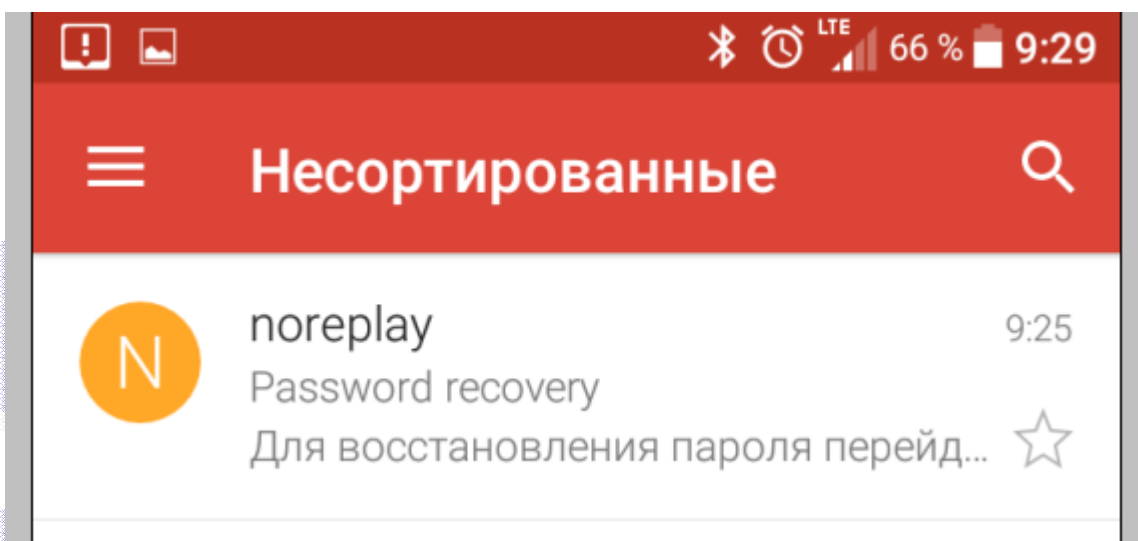 LTE 66 % 9:29
Несортированные
N noreplay 9:25
Password recovery
Для восстановления пароля перейд...